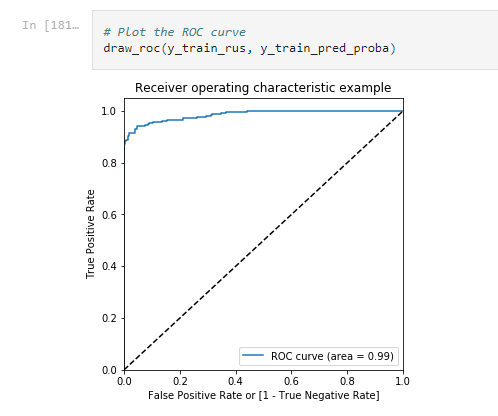 In [181…
# Plot the ROC curve
draw_roc(y_train_rus, y_train_pred_proba)
Receiver operating characteristic example
1.0
0.8
0.6
0.4
0.2
0.0
True Positive Rate
ROC curve (area = 0.99)
0.0 0.2 0.4 0.6 0.8 1.0
False Positive Rate or [1 - True Negative Rate]